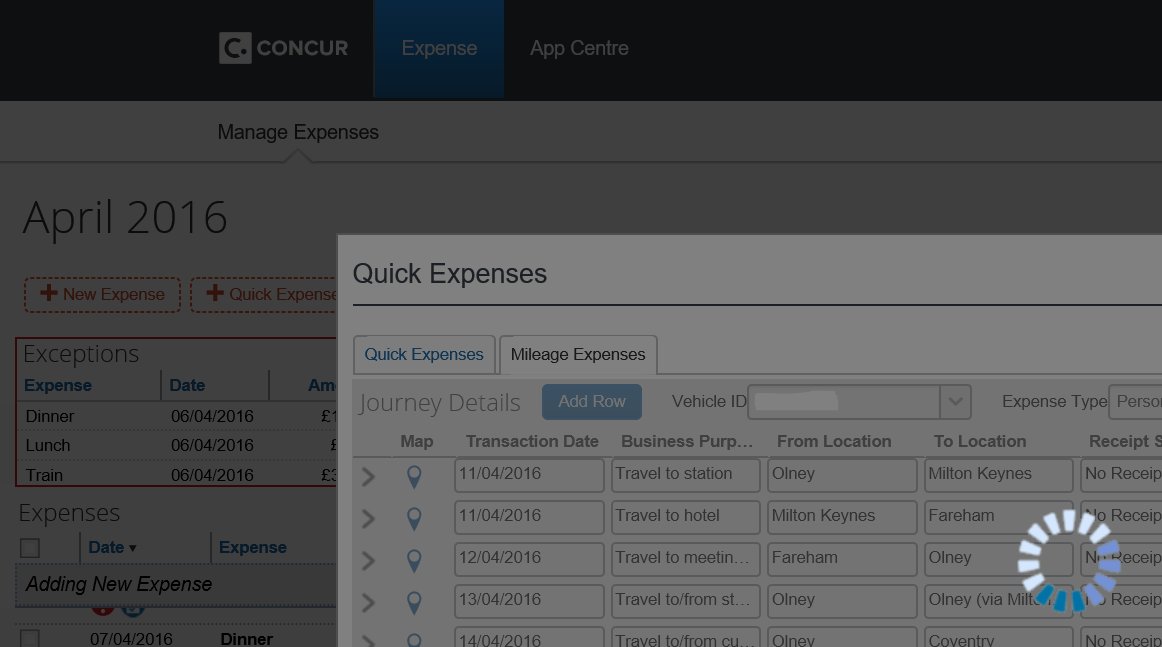 CONCUR Expense App Centre
Manage Expenses
April 2016
New Expense Quick Expense
Exceptions
Expense Date
Dinner 06/04/2016
Lunch 06/04/2016
Train 06/04/2016
Expenses
Date Expense
Adding New Expense
07/04/2016 Dinner
Quick Expenses
Quick Expenses Mileage Expenses
Journey Details Add Row Vehicle ID Expense Type
Map Transaction Date Business Purp... From Location To Location Receipt S
11/04/2016 Travel to station Olney Milton Keynes No Receip
11/04/2016 Travel to hotel Milton Keynes Fareham No Receip
12/04/2016 Travel to meetin... Fareham Olney No Receip
13/04/2016 Travel to/from st... Olney Olney (via Milt No Receip
14/04/2016 Travel to/from cu... Olney Coventry No Receip